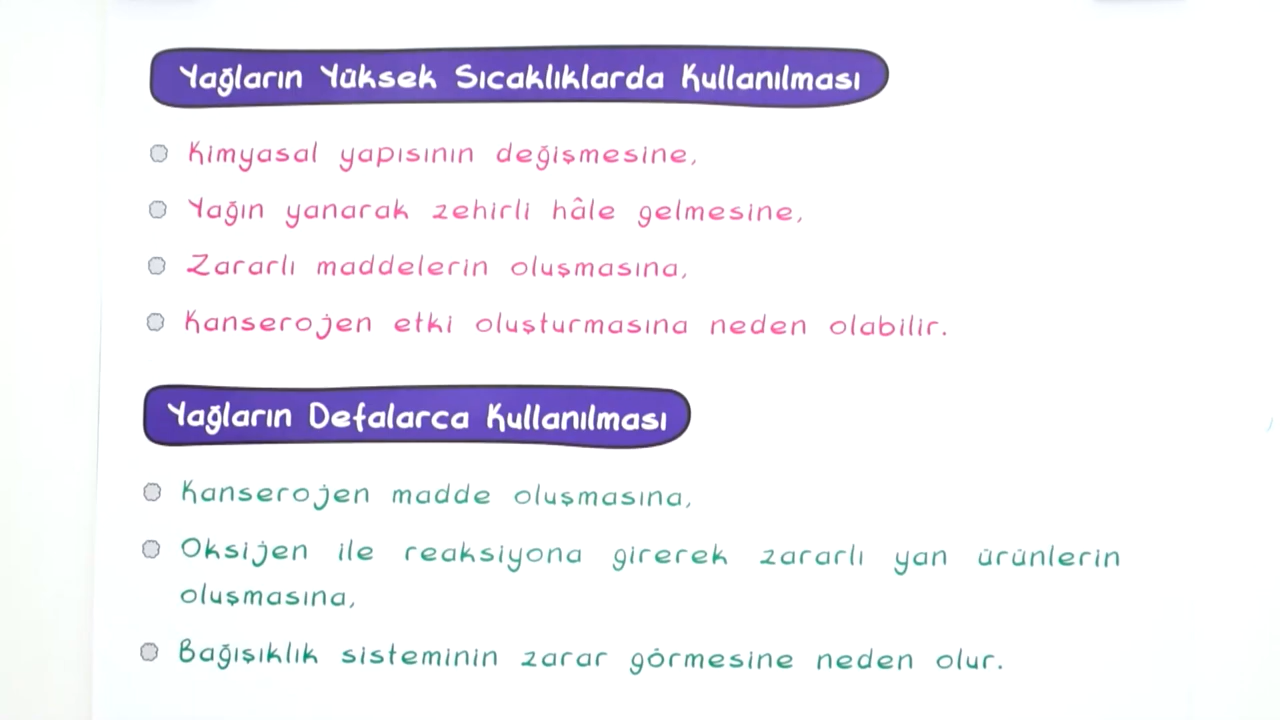 Yağların Yüksek Sıcaklıklarda Kullanılması
Kimyasal yapısının değişmesine,
Yağın yanarak zehirli hâle gelmesine,
Zararlı maddelerin oluşmasına,
Kanserojen etki oluşturmasına neden olabilir.
Yağların Defalarca Kullanılması
Kanserojen madde oluşmasına,
Oksijen ile reaksiyona girerek zararlı yan ürünlerin
oluşmasına,
Bağışıklık sisteminin zarar görmesine neden olur.